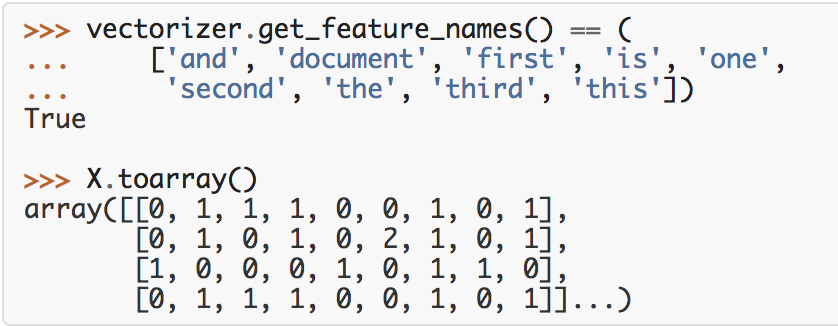 >>> vectorizer.get_feature_names() == (
...     ['and', 'document', 'first', 'is', 'one',
...      'second', 'the', 'third', 'this'])
True
>>> X.toarray()
array([[0, 1, 1, 1, 0, 0, 1, 0, 1],
       [0, 1, 0, 1, 0, 2, 1, 0, 1],
       [1, 0, 0, 0, 1, 0, 1, 1, 0],
       [0, 1, 1, 1, 0, 0, 1, 0, 1]]...)